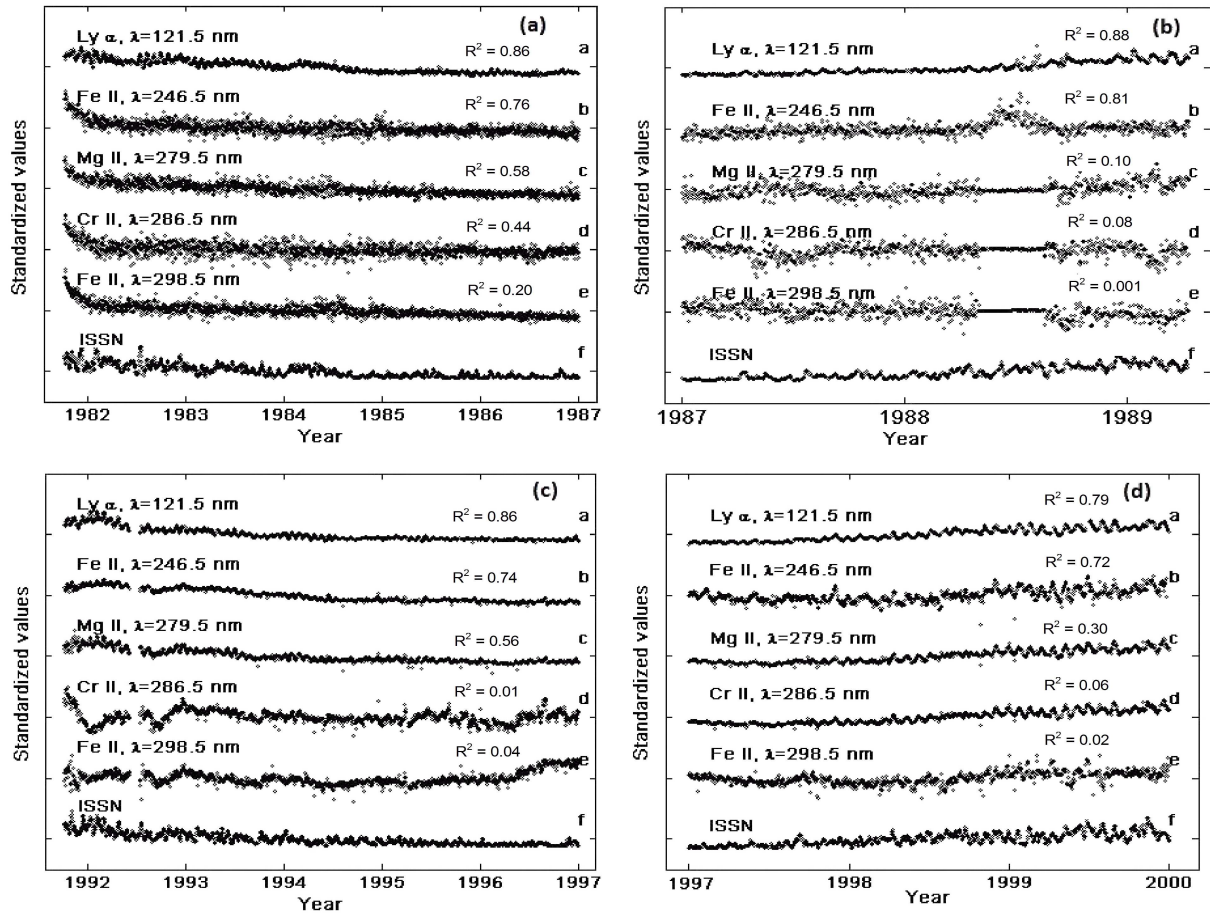 (a)
Ly α, λ=121.5 nm
R² = 0.86
a
Fe II, λ=246.5 nm
R² = 0.76
b
Mg II, λ=279.5 nm
R² = 0.58
c
Cr II, λ=286.5 nm
R² = 0.44
d
Fe II, λ=298.5 nm
R² = 0.20
e
ISSN
f
Standardized values
1982 1983 1984 1985 1986 1987
Year
(b)
Ly α, λ=121.5 nm
R² = 0.88
a
Fe II, λ=246.5 nm
R² = 0.81
b
Mg II, λ=279.5 nm
R² = 0.10
c
Cr II, λ=286.5 nm
R² = 0.08
d
Fe II, λ=298.5 nm
R² = 0.001
e
ISSN
f
Standardized values
1987 1988 1989
Year
(c)
Ly α, λ=121.5 nm
R² = 0.86
a
Fe II, λ=246.5 nm
R² = 0.74
b
Mg II, λ=279.5 nm
R² = 0.56
c
Cr II, λ=286.5 nm
R² = 0.01
d
Fe II, λ=298.5 nm
R² = 0.04
e
ISSN
f
Standardized values
1992 1993 1994 1995 1996 1997
Year
(d)
Ly α, λ=121.5 nm
R² = 0.79
a
Fe II, λ=246.5 nm
R² = 0.72
b
Mg II, λ=279.5 nm
R² = 0.30
c
Cr II, λ=286.5 nm
R² = 0.06
d
Fe II, λ=298.5 nm
R² = 0.02
e
ISSN
f
Standardized values
1997 1998 1999 2000
Year